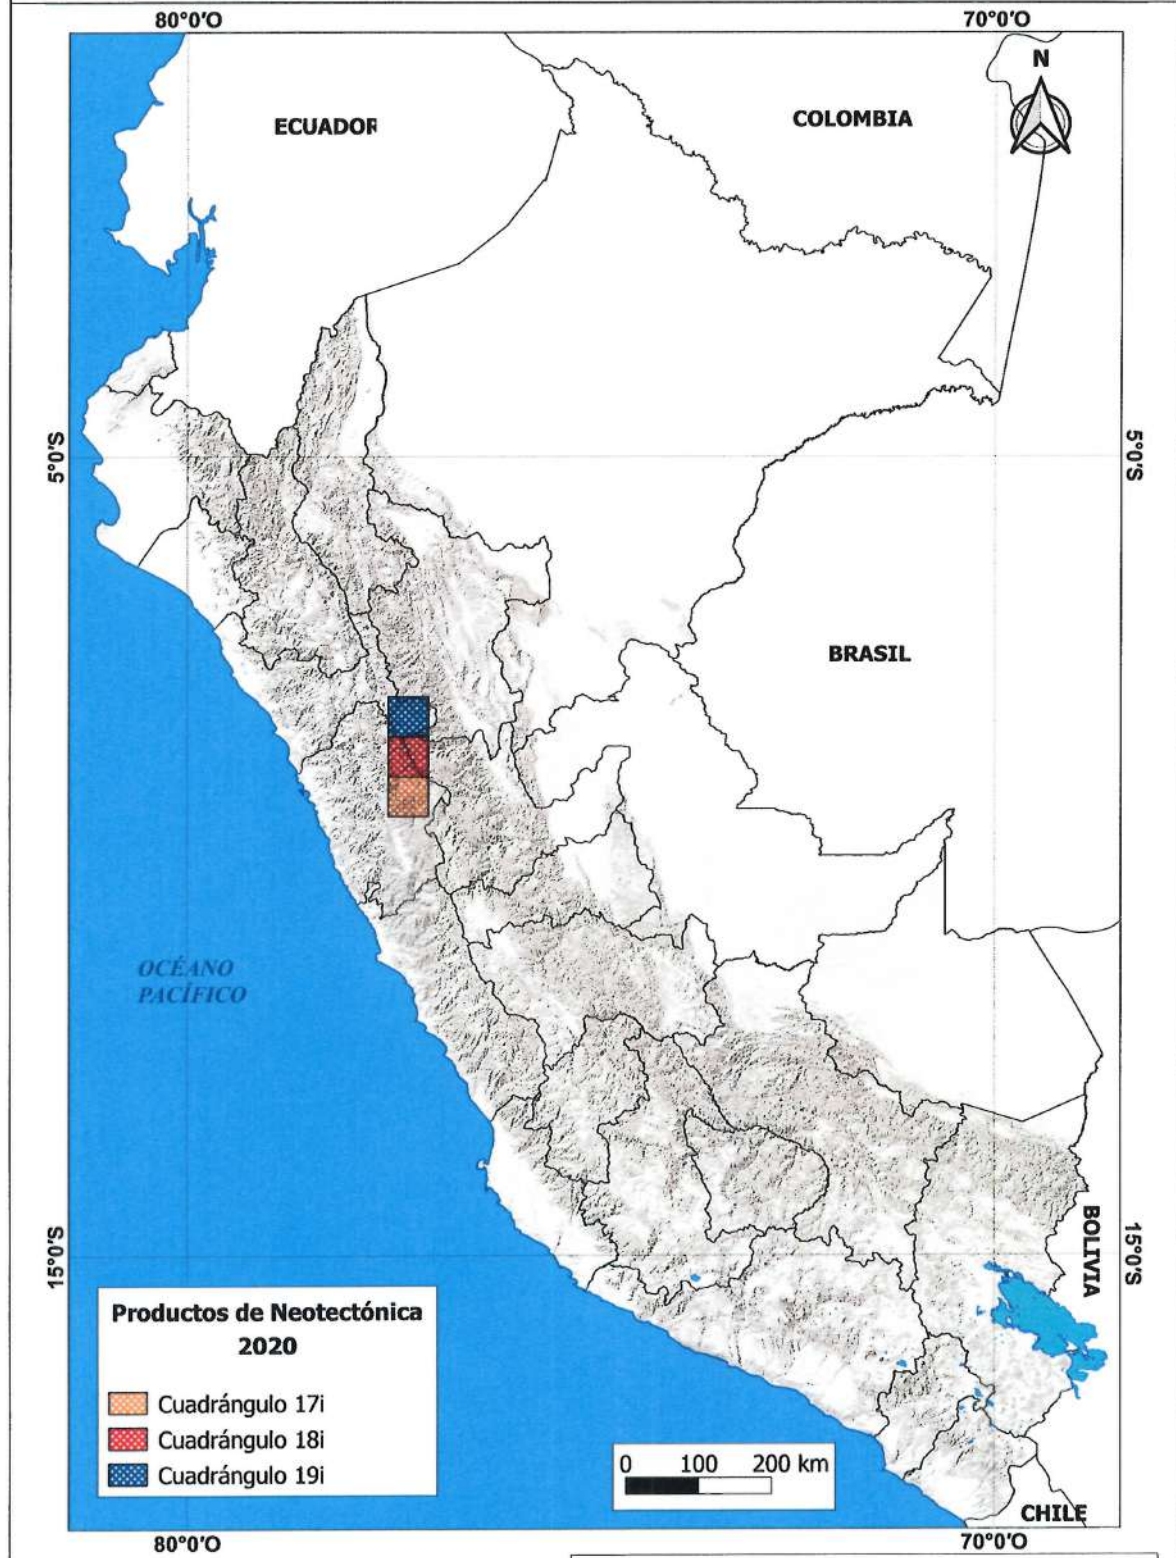 80°0'O
70°0'O
N
ECUADOR
COLOMBIA
5°0'S
5°0'S
BRASIL
OCÉANO
PACÍFICO
15°0'S
15°0'S
BOLIVIA
Productos de Neotectónica
2020
Cuadrángulo 17i
Cuadrángulo 18i
Cuadrángulo 19i
0 100 200 km
CHILE
80°0'O
70°0'O